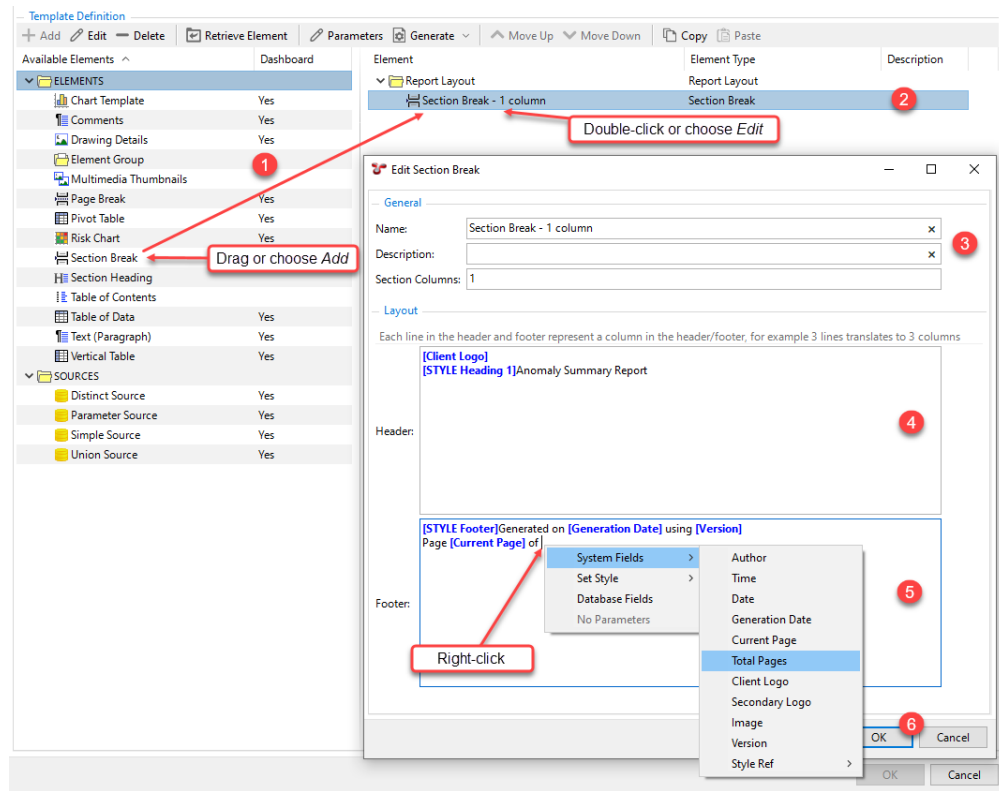 Template Definition
Add Edit Delete Retrieve Element Parameters Generate Move Up Move Down Copy Paste
Available Elements Dashboard
ELEMENTS
Chart Template Yes
Comments Yes
Drawing Details Yes
Element Group
Multimedia Thumbnails
Page Break Yes
Pivot Table Yes
Risk Chart Yes
Section Break
Section Heading
Table of Contents
Table of Data Yes
Text (Paragraph) Yes
Vertical Table Yes
SOURCES
Distinct Source Yes
Parameter Source Yes
Simple Source Yes
Union Source Yes
1
Drag or choose Add
Element Element Type Description
Report Layout Report Layout
Section Break - 1 column Section Break
2
Double-click or choose Edit
Edit Section Break
General
Name: Section Break - 1 column
Description:
Section Columns: 1
3
Layout
Each line in the header and footer represent a column in the header/footer, for example 3 lines translates to 3 columns
Header:
[Client Logo]
[STYLE Heading 1]Anomaly Summary Report
4
Footer:
[STYLE Footer]Generated on [Generation Date] using [Version]
Page [Current Page] of
5
Right-click
System Fields
Set Style
Database Fields
No Parameters
Author
Time
Date
Generation Date
Current Page
Total Pages
Client Logo
Secondary Logo
Image
Version
Style Ref
6
OK Cancel
OK Cancel